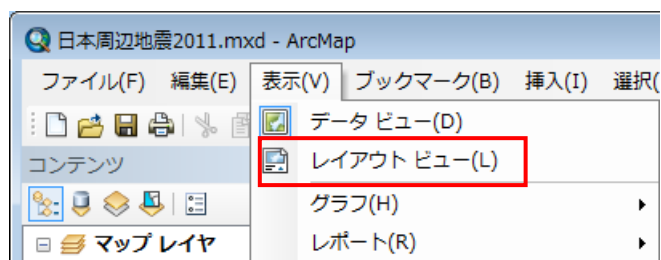 日本周辺地震2011.mxd - ArcMap
ファイル(F) 編集(E) 表示(V) ブックマーク(B) 挿入(I) 選択(
データ ビュー(D)
コンテンツ
レイアウト ビュー(L)
グラフ(H)
マップ レイヤ
レポート(R)